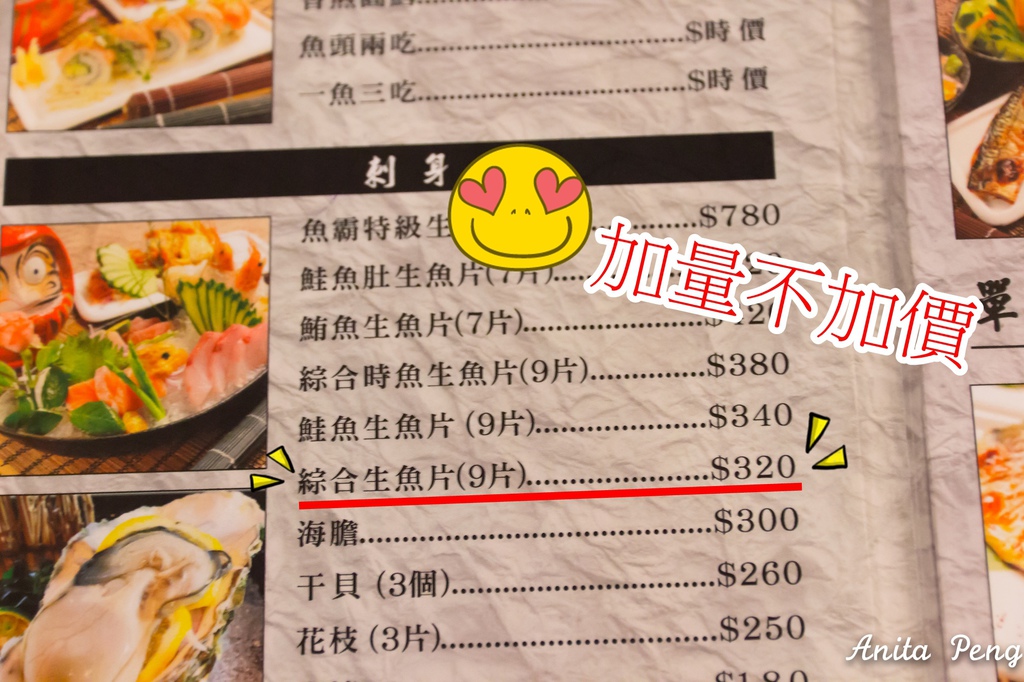 魚頭兩吃........................$時價
一魚三吃........................$時價
刺身
魚霸特級生.......$780
鮭魚肚生魚片(7片)....
鮪魚生魚片(7片)................$420
綜合時魚生魚片(9片)............$380
鮭魚生魚片 (9片)................$340
綜合生魚片(9片)................$320
海膽................................$300
干貝 (3個)........................$260
花枝 (3片)........................$250
$180
加量不加價
單
Anita Peng